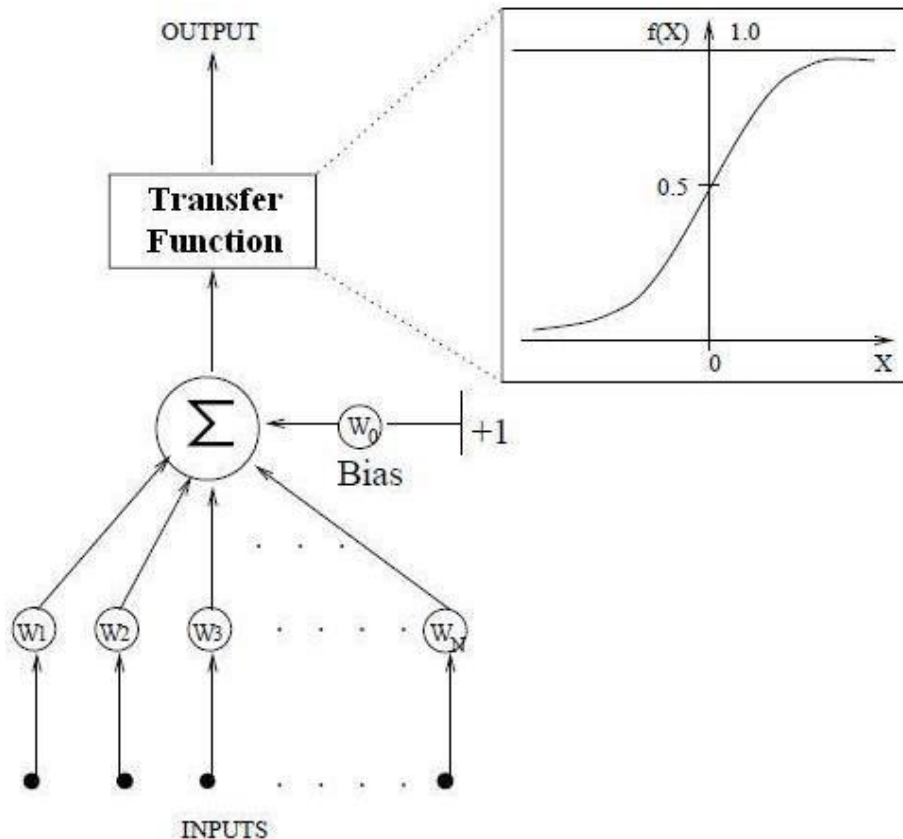 OUTPUT
f(X) 1.0
Transfer
Function
0.5
0
X
Σ
W0
+1
Bias
W1 W2 W3 WN
INPUTS